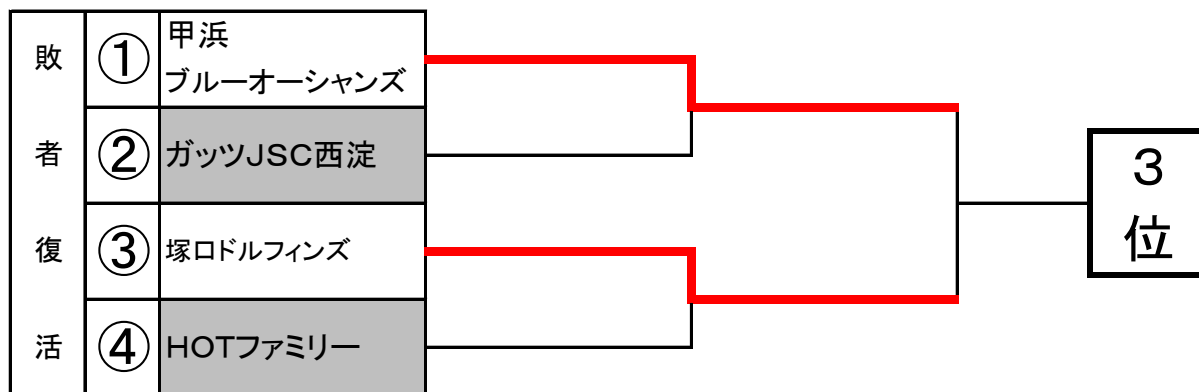 敗者復活
①
甲浜
ブルーオーシャンズ
②
ガッツJSC西淀
③
塚口ドルフィンズ
④
HOTファミリー
3位